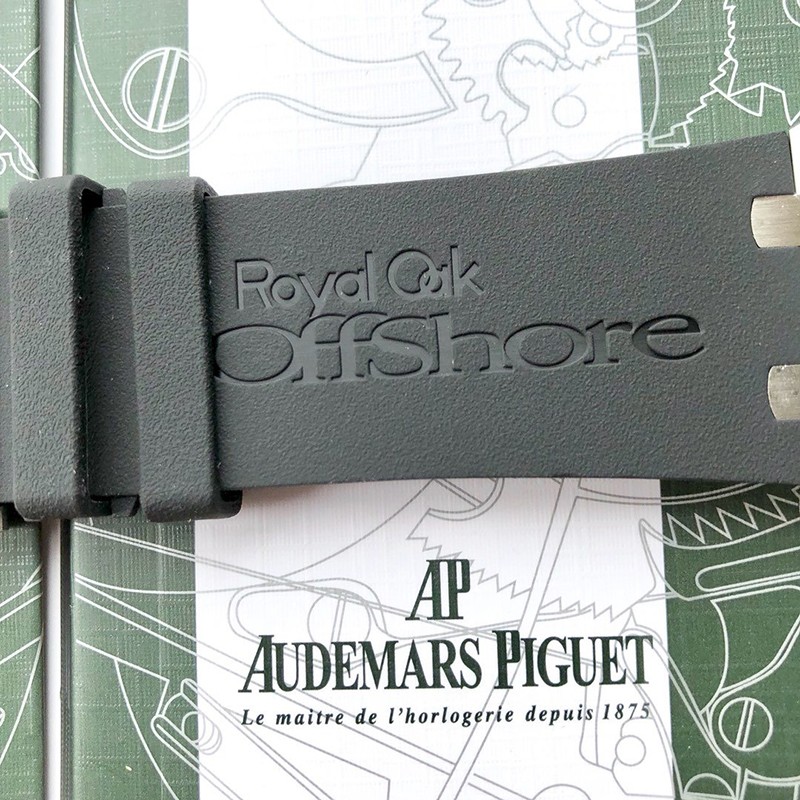 Royal Oak
OffShore
AP
AUDEMARS PIGUET
Le maitre de l'horlogerie depuis 1875